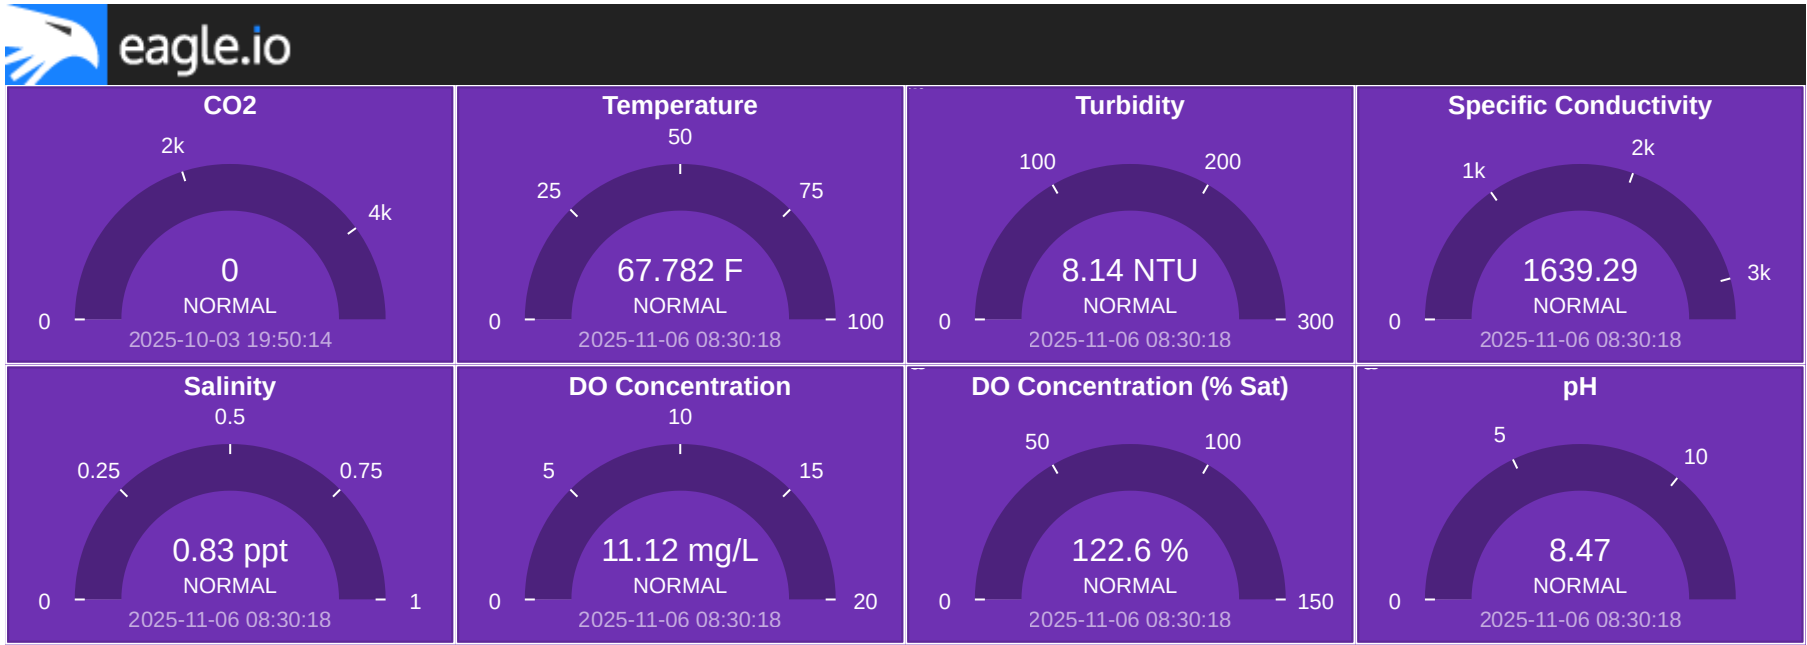 eagle.io
CO2
2k
4k
0
0
NORMAL
2025-10-03 19:50:14
Temperature
50
25
75
67.782 F
NORMAL
0
100
2025-11-06 08:30:18
Turbidity
100
200
8.14 NTU
NORMAL
0
300
2025-11-06 08:30:18
Specific Conductivity
2k
1k
3k
1639.29
NORMAL
0
2025-11-06 08:30:18
Salinity
0.5
0.25
0.75
0.83 ppt
NORMAL
0
1
2025-11-06 08:30:18
DO Concentration
10
5
15
11.12 mg/L
NORMAL
0
20
2025-11-06 08:30:18
DO Concentration (% Sat)
50
100
122.6 %
NORMAL
0
150
2025-11-06 08:30:18
pH
5
10
8.47
NORMAL
0
2025-11-06 08:30:18